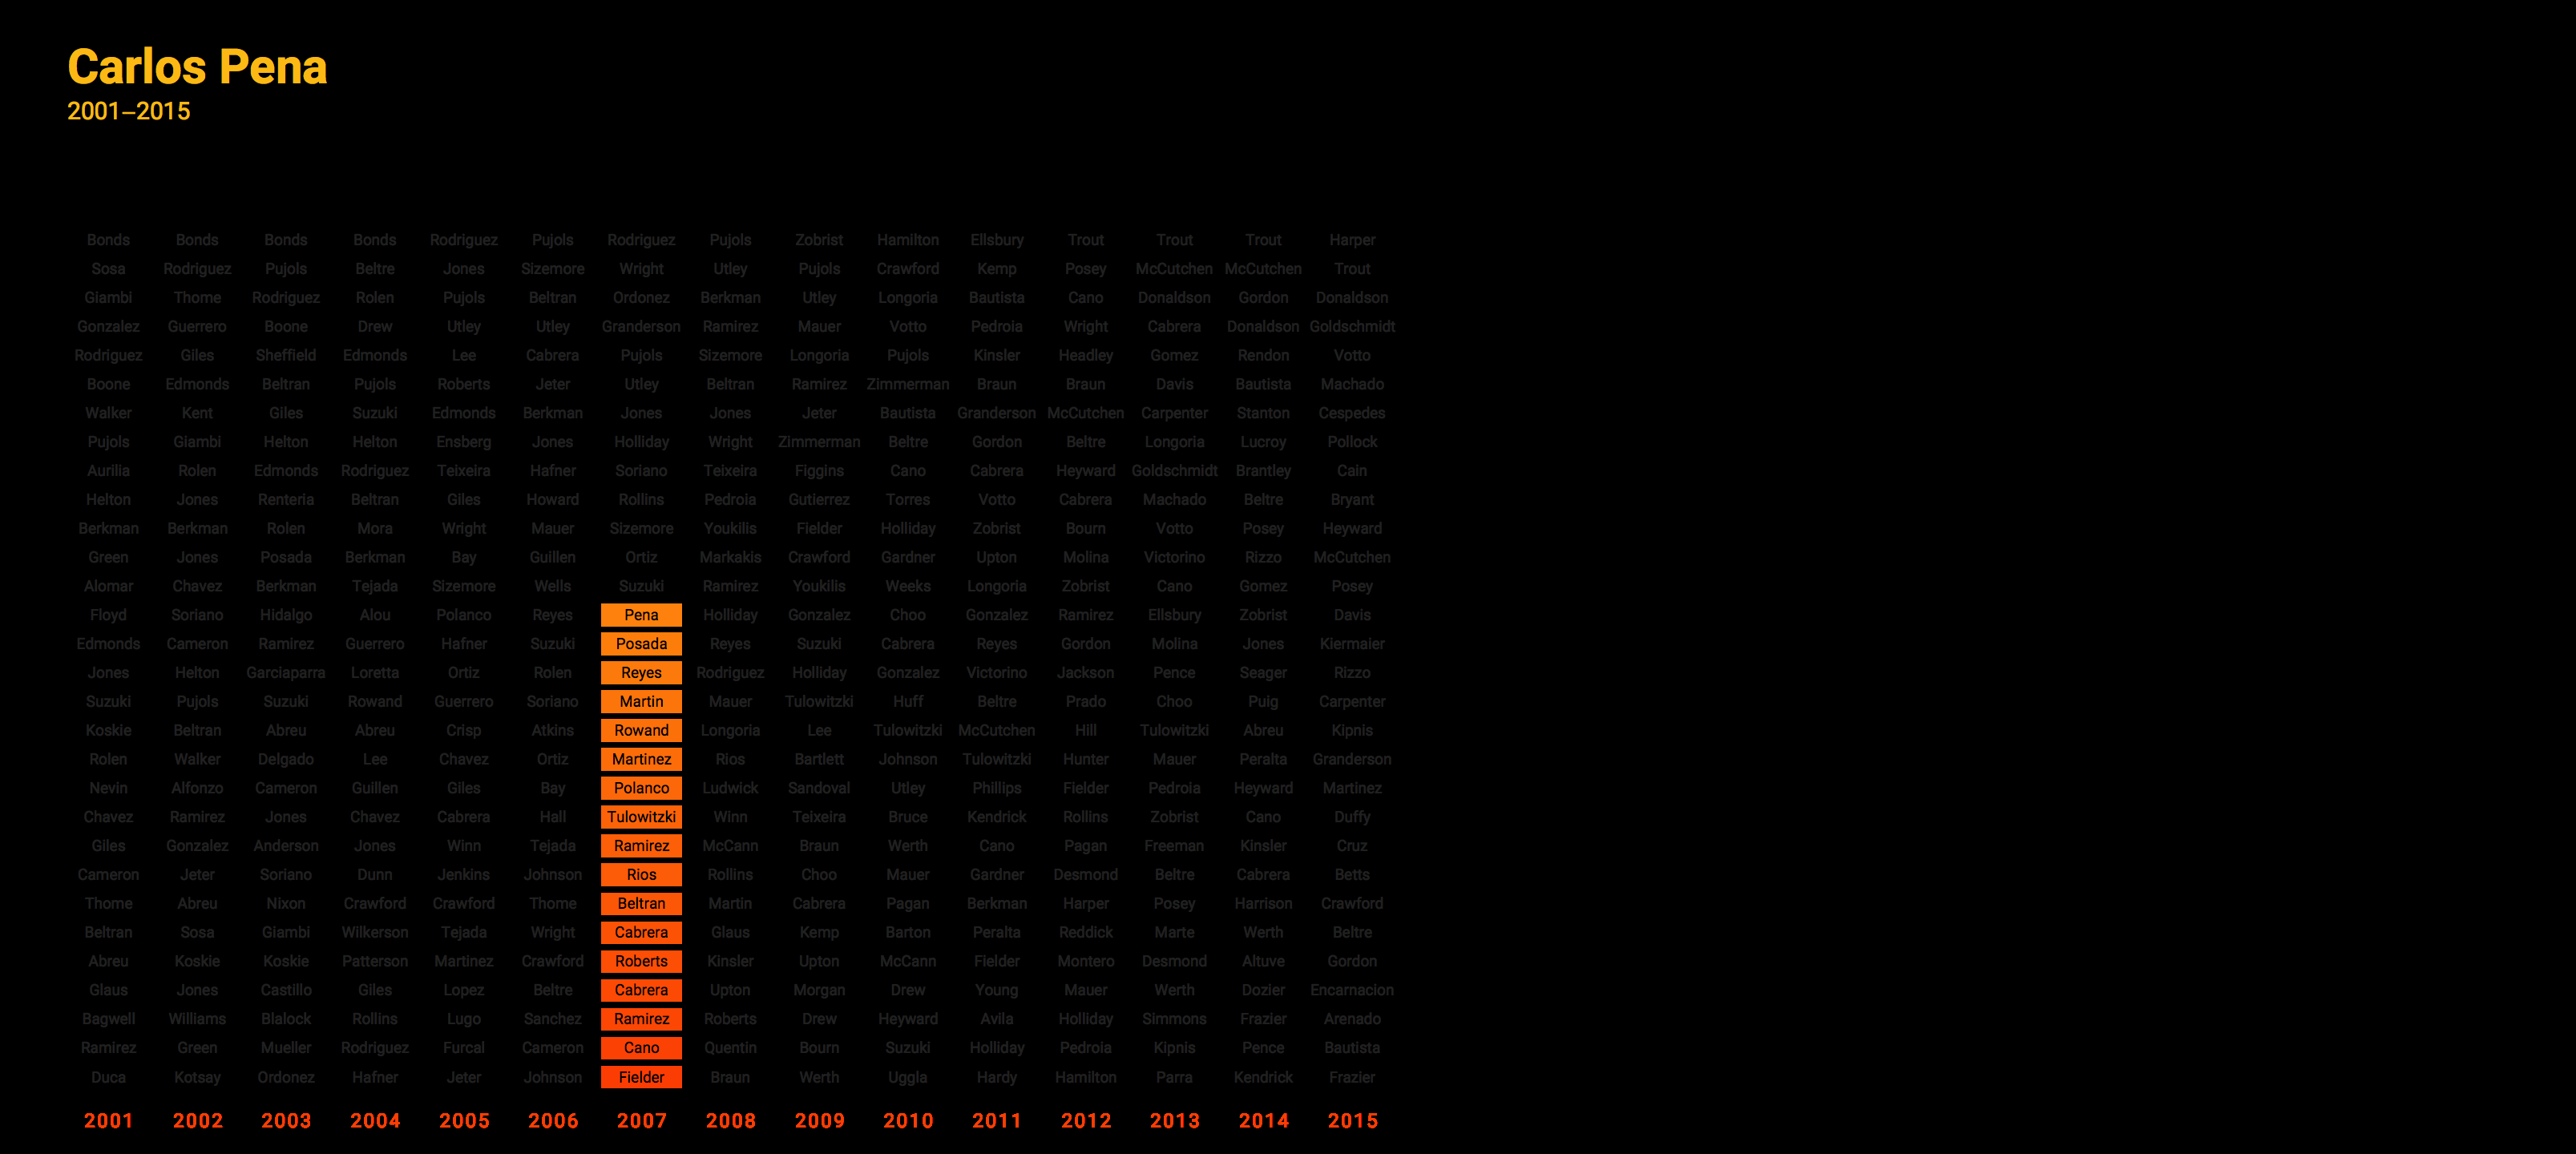 Carlos Pena
2001–2015
Bonds Bonds Bonds Bonds Rodriguez Pujols Rodriguez Pujols Zobrist Hamilton Ellsbury Trout Trout Trout Harper
Sosa Rodriguez Pujols Beltre Jones Sizemore Wright Utley Pujols Crawford Kemp Posey McCutchen McCutchen Trout
Giambi Thome Rodriguez Rolen Pujols Beltran Ordonez Berkman Utley Longoria Bautista Cano Donaldson Gordon Donaldson
Gonzalez Guerrero Boone Drew Utley Utley Granderson Ramirez Mauer Votto Pedroia Wright Cabrera Donaldson Goldschmidt
Rodriguez Giles Sheffield Edmonds Lee Cabrera Pujols Sizemore Longoria Pujols Kinsler Headley Gomez Rendon Votto
Boone Edmonds Beltran Pujols Roberts Jeter Utley Beltran Ramirez Zimmerman Braun Braun Davis Bautista Machado
Walker Kent Giles Suzuki Edmonds Berkman Jones Jones Jeter Bautista Granderson McCutchen Carpenter Stanton Cespedes
Pujols Giambi Helton Helton Ensberg Jones Holliday Wright Zimmerman Beltre Gordon Beltre Longoria Lucroy Pollock
Aurilia Rolen Edmonds Rodriguez Teixeira Hafner Soriano Teixeira Figgins Cano Cabrera Heyward Goldschmidt Brantley Cain
Helton Jones Renteria Beltran Giles Howard Rollins Pedroia Gutierrez Torres Votto Cabrera Machado Beltre Bryant
Berkman Berkman Rolen Mora Wright Mauer Sizemore Youkilis Fielder Holliday Zobrist Bourn Votto Posey Heyward
Green Jones Posada Berkman Bay Guillen Ortiz Markakis Crawford Gardner Upton Molina Victorino Rizzo McCutchen
Alomar Chavez Berkman Tejada Sizemore Wells Suzuki Ramirez Youkilis Weeks Longoria Zobrist Cano Gomez Posey
Floyd Soriano Hidalgo Alou Polanco Reyes Pena Holliday Gonzalez Choo Gonzalez Ramirez Ellsbury Zobrist Davis
Edmonds Cameron Ramirez Guerrero Hafner Suzuki Posada Reyes Suzuki Cabrera Reyes Gordon Molina Jones Kiermaier
Jones Helton Garciaparra Loretta Ortiz Rolen Reyes Rodriguez Holliday Gonzalez Victorino Jackson Pence Seager Rizzo
Suzuki Pujols Suzuki Rowand Guerrero Soriano Martin Mauer Tulowitzki Huff Beltre Prado Choo Puig Carpenter
Koskie Beltran Abreu Abreu Crisp Atkins Rowand Longoria Lee Tulowitzki McCutchen Hill Tulowitzki Abreu Kipnis
Rolen Walker Delgado Lee Chavez Ortiz Martinez Rios Bartlett Johnson Tulowitzki Hunter Mauer Peralta Granderson
Nevin Alfonzo Cameron Guillen Giles Bay Polanco Ludwick Sandoval Utley Phillips Fielder Pedroia Heyward Martinez
Chavez Ramirez Jones Chavez Cabrera Hall Tulowitzki Winn Teixeira Bruce Kendrick Rollins Zobrist Cano Duffy
Giles Gonzalez Anderson Jones Winn Tejada Ramirez McCann Braun Werth Cano Pagan Freeman Kinsler Cruz
Cameron Jeter Soriano Dunn Jenkins Johnson Rios Rollins Choo Mauer Gardner Desmond Beltre Cabrera Betts
Thome Abreu Nixon Crawford Crawford Thome Beltran Martin Cabrera Pagan Berkman Harper Posey Harrison Crawford
Beltran Sosa Giambi Wilkerson Tejada Wright Cabrera Glaus Kemp Barton Peralta Reddick Marte Werth Beltre
Abreu Koskie Koskie Patterson Martinez Crawford Roberts Kinsler Upton McCann Fielder Montero Desmond Altuve Gordon
Glaus Jones Castillo Giles Lopez Beltre Cabrera Upton Morgan Drew Young Mauer Werth Dozier Encarnacion
Bagwell Williams Blalock Rollins Lugo Sanchez Ramirez Roberts Drew Heyward Avila Holliday Simmons Frazier Arenado
Ramirez Green Mueller Rodriguez Furcal Cameron Cano Quentin Bourn Suzuki Holliday Pedroia Kipnis Pence Bautista
Duca Kotsay Ordonez Hafner Jeter Johnson Fielder Braun Werth Uggla Hardy Hamilton Parra Kendrick Frazier
2001 2002 2003 2004 2005 2006 2007 2008 2009 2010 2011 2012 2013 2014 2015